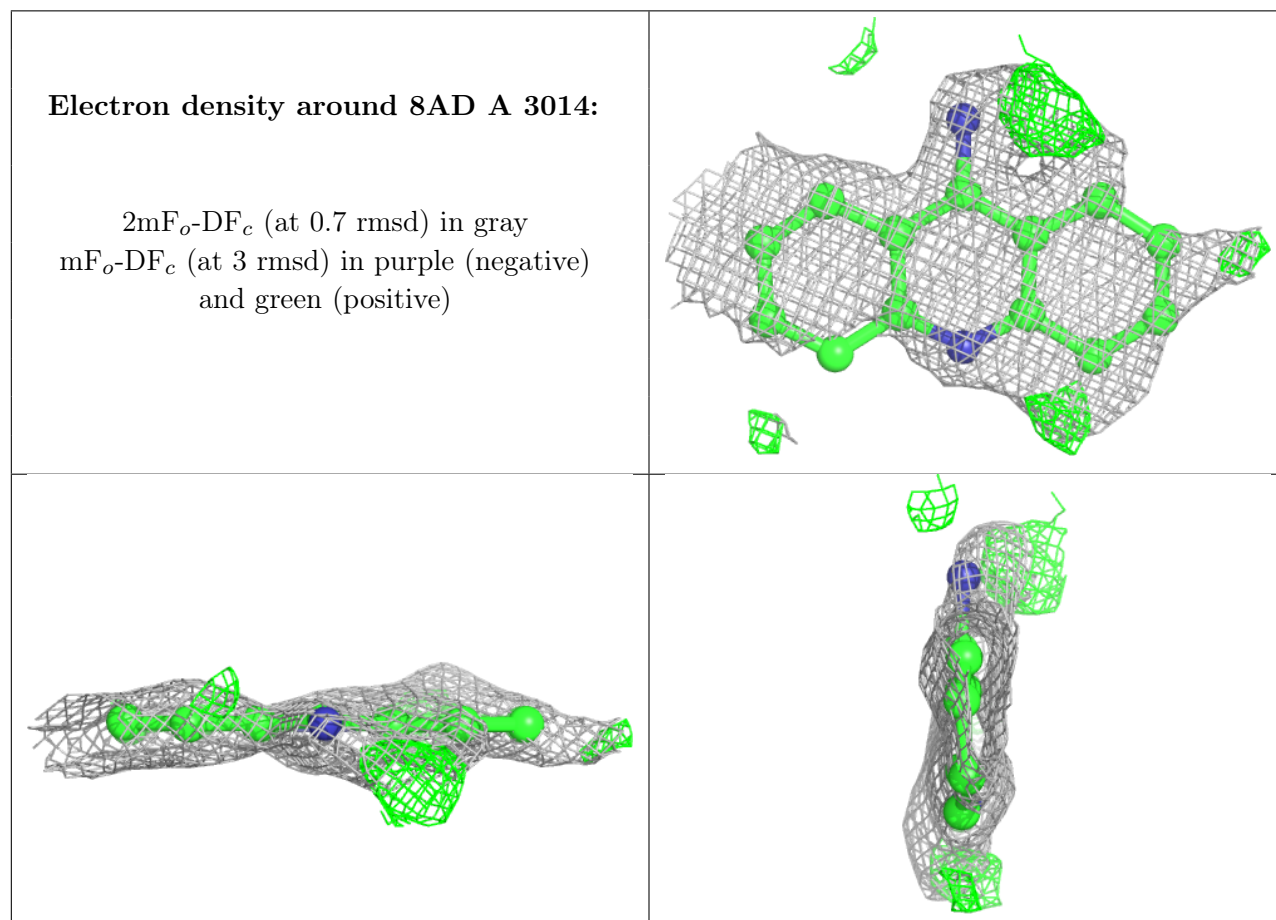 Electron density around 8AD A 3014:
2mFo-DFc (at 0.7 rmsd) in gray
mFo-DFc (at 3 rmsd) in purple (negative)
and green (positive)